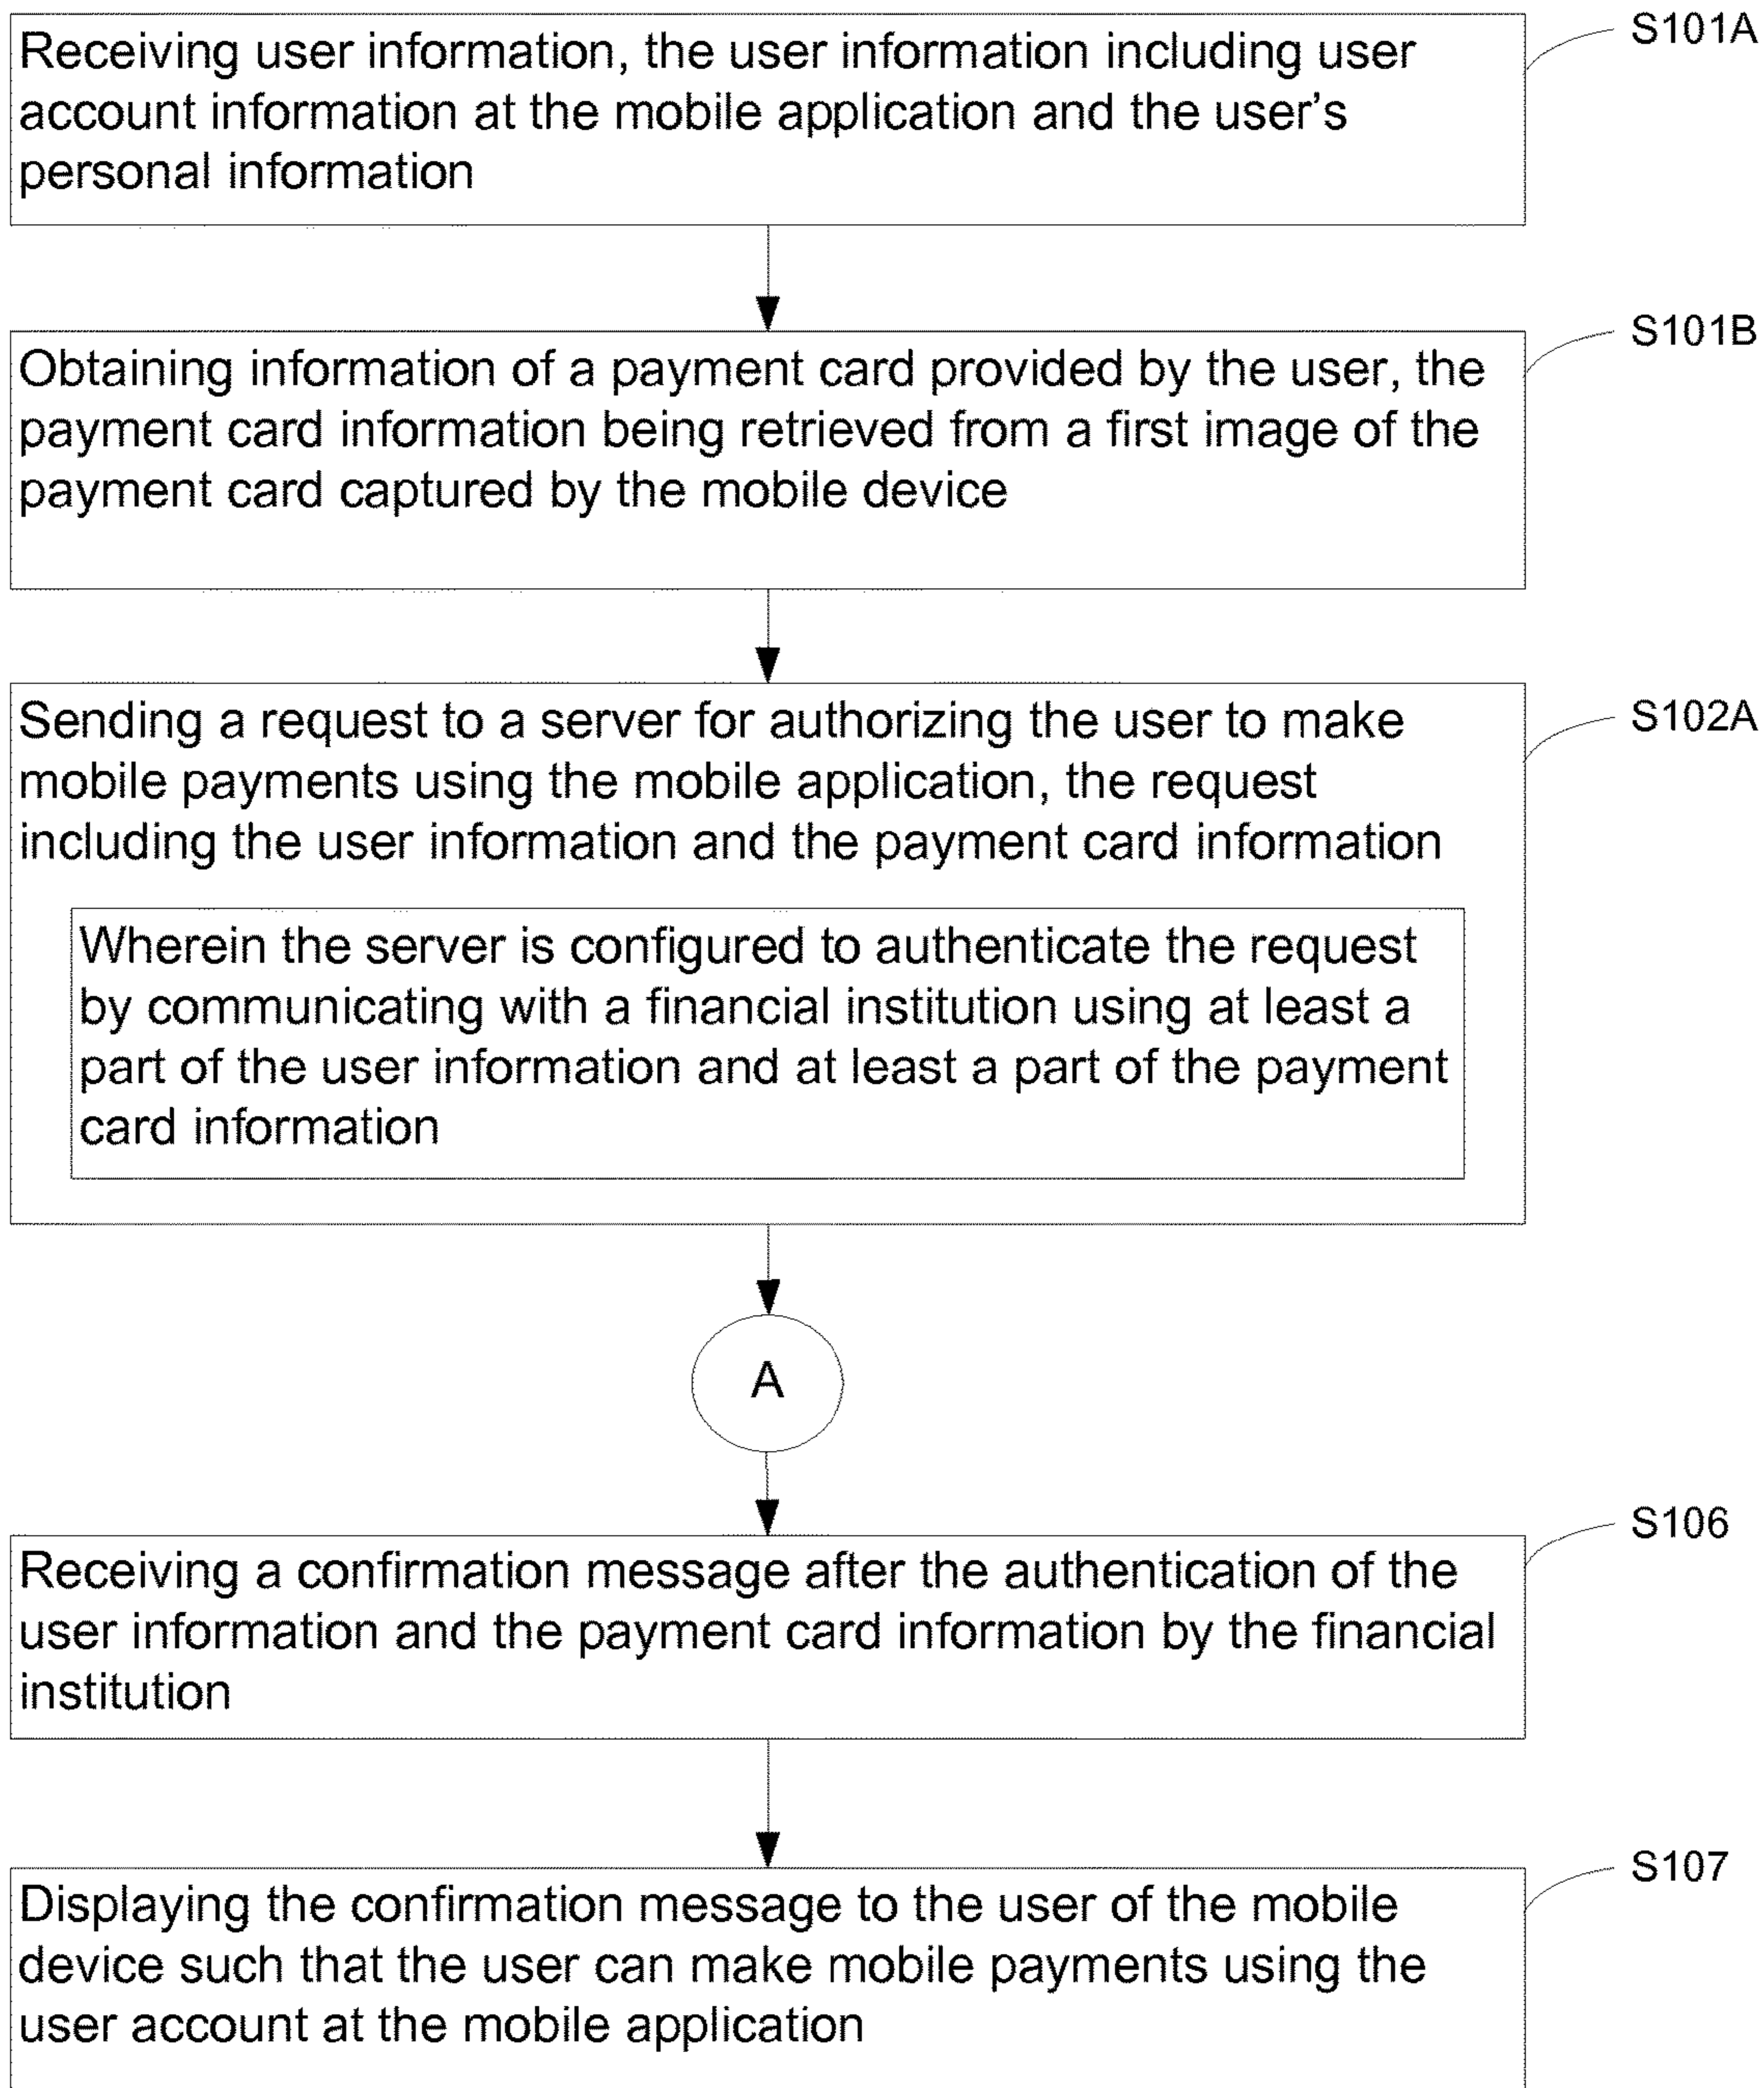 Receiving user information, the user information including user
account information at the mobile application and the user's
personal information
S101A
Obtaining information of a payment card provided by the user, the
payment card information being retrieved from a first image of the
payment card captured by the mobile device
S101B
Sending a request to a server for authorizing the user to make
mobile payments using the mobile application, the request
including the user information and the payment card information
S102A
Wherein the server is configured to authenticate the request
by communicating with a financial institution using at least a
part of the user information and at least a part of the payment
card information
A
Receiving a confirmation message after the authentication of the
user information and the payment card information by the financial
institution
S106
Displaying the confirmation message to the user of the mobile
device such that the user can make mobile payments using the
user account at the mobile application
S107